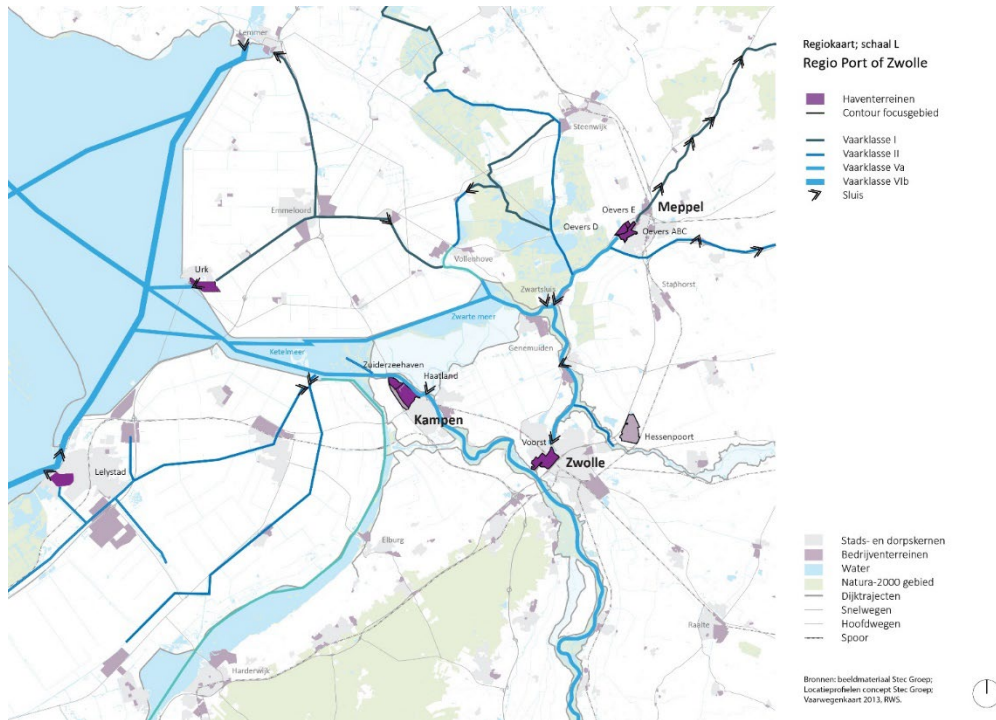 Regiokaart; schaal L
Regio Port of Zwolle
Haventerreinen
Contour focusgebied
Vaarklasse I
Vaarklasse II
Vaarklasse Va
Vaarklasse VIb
Sluis
Lemmer
Steenwijk
Emmeloord
Oevers E
Meppel
Oevers D
Oevers ABC
Vollenhove
Urk
Staphorst
Zwartsluis
Zwarte meer
Genemuiden
Ketelmeer
Zuiderzeehaven
Haatland
Kampen
Voorst
Hessenpoort
Zwolle
Lelystad
Elburg
Raalte
Harderwijk
Stads- en dorpskernen
Bedrijventerreinen
Water
Natura-2000 gebied
Dijktrajecten
Snelwegen
Hoofdwegen
Spoor
Bronnen: beeldmateriaal Stec Groep;
Locatieprofielen concept Stec Groep;
Vaarwegenkaart 2013, RWS.